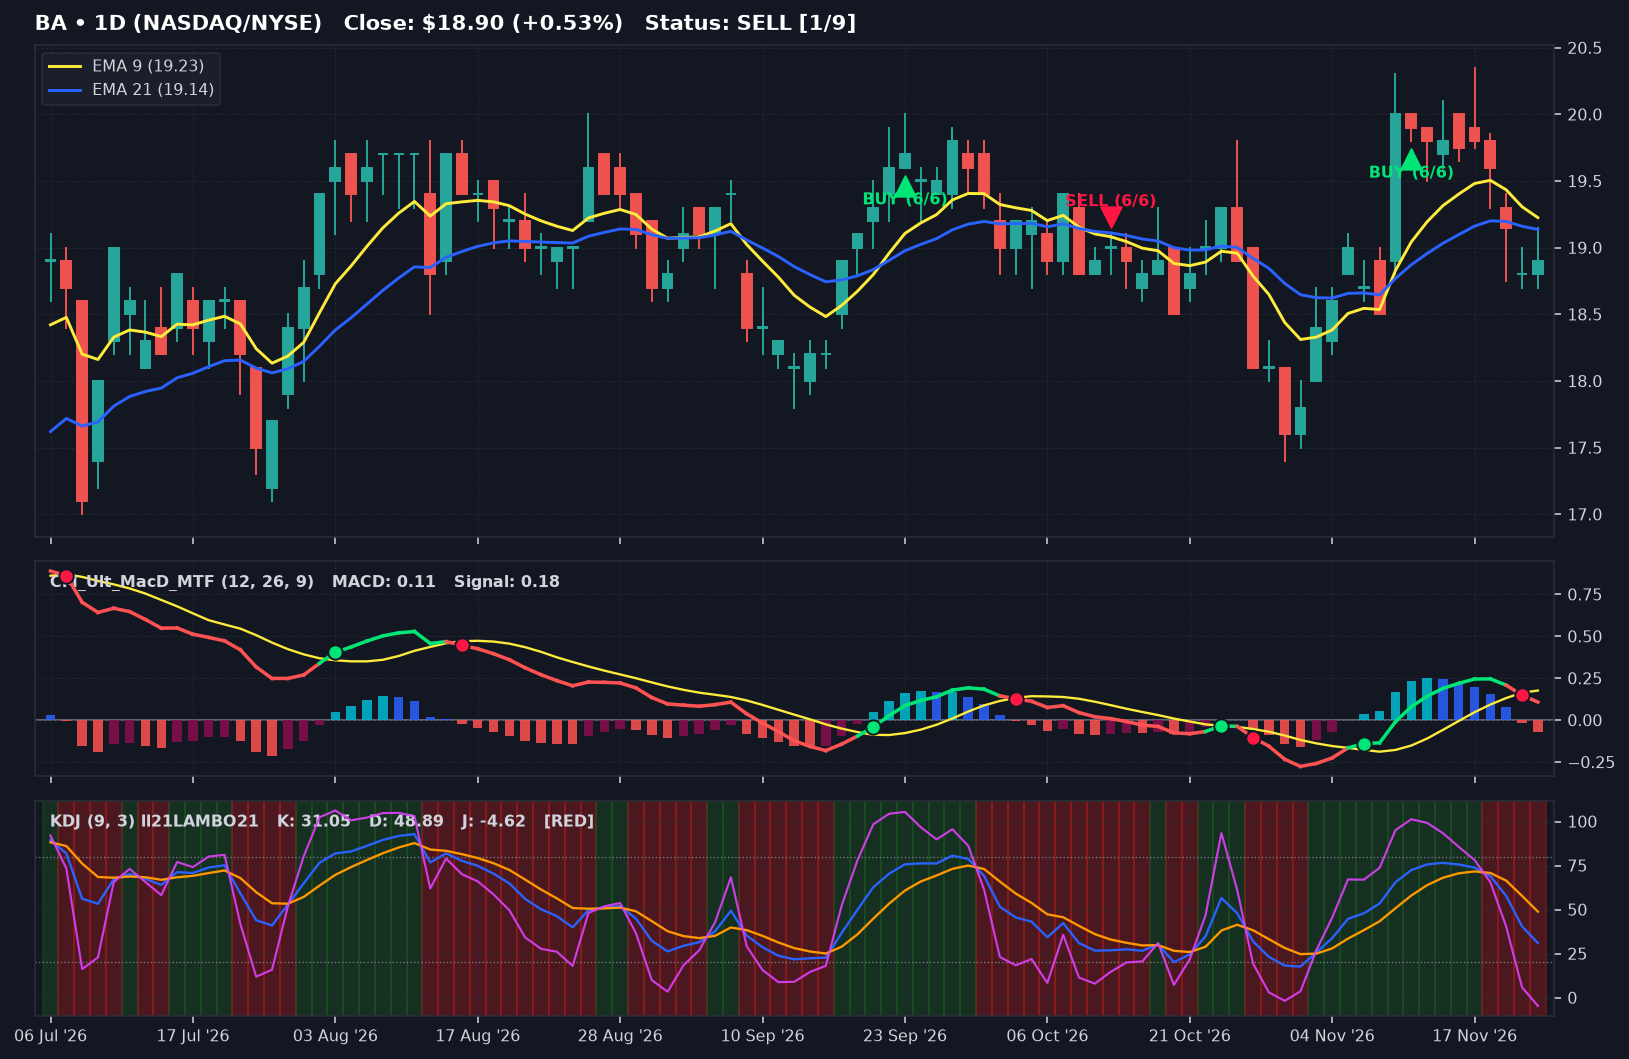 BA • 1D (NASDAQ/NYSE) Close: $18.90 (+0.53%) Status: SELL [1/9]
EMA 9 (19.23)
EMA 21 (19.14)
20.5
20.0
19.5
19.0
18.5
18.0
17.5
17.0
BUY (6/6)
SELL (6/6)
BUY (6/6)
(12, 26, 9) MACD: 0.11 Signal: 0.18
0.75
0.50
0.25
0.00
−0.25
KDJ (9, 3) II21LAMBO21 K: 31.05 D: 48.89 J: -4.62 [RED]
100
75
50
25
0
06 Jul '26
17 Jul '26
03 Aug '26
17 Aug '26
28 Aug '26
10 Sep '26
23 Sep '26
06 Oct '26
21 Oct '26
04 Nov '26
17 Nov '26